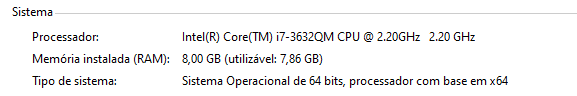 Sistema
Processador: Intel(R) Core(TM) i7-3632QM CPU @ 2.20GHz 2.20 GHz
Memória instalada (RAM): 8,00 GB (utilizável: 7,86 GB)
Tipo de sistema: Sistema Operacional de 64 bits, processador com base em x64